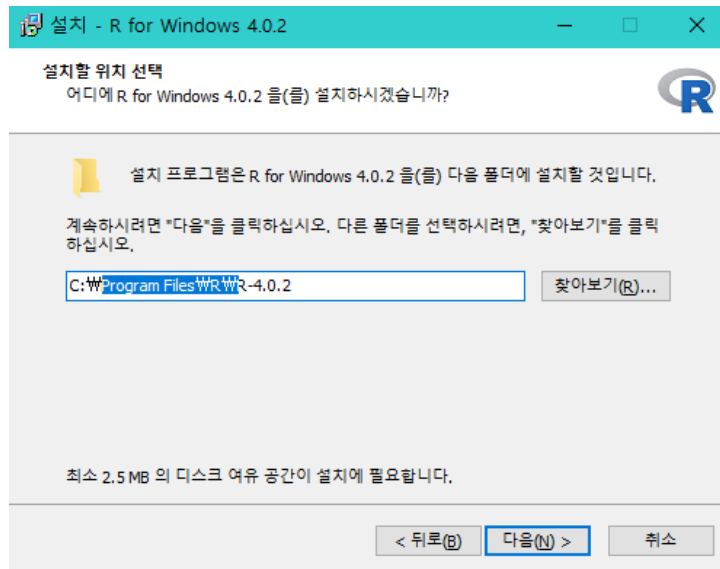 설치 - R for Windows 4.0.2
설치할 위치 선택
어디에 R for Windows 4.0.2 을(를) 설치하시겠습니까?
R
설치 프로그램은 R for Windows 4.0.2 을(를) 다음 폴더에 설치할 것입니다.
계속하시려면 "다음"을 클릭하십시오. 다른 폴더를 선택하시려면, "찾아보기"를 클릭
하십시오.
C:₩Program Files₩R₩R-4.0.2
찾아보기(R)...
최소 2.5 MB 의 디스크 여유 공간이 설치에 필요합니다.
< 뒤로(B)
다음(N) >
취소